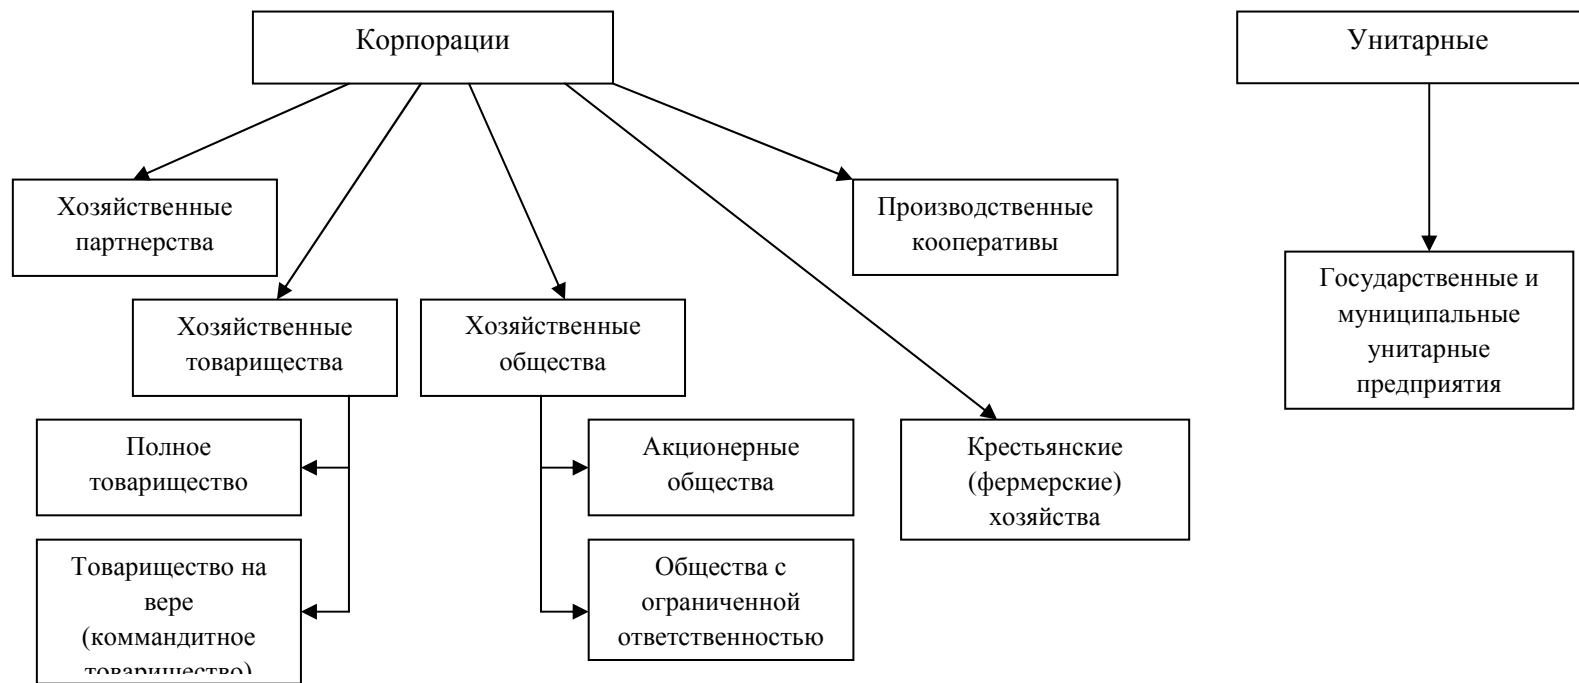 Корпорации
Унитарные
Хозяйственные
партнерства
Производственные
кооперативы
Государственные и
муниципальные
унитарные
предприятия
Хозяйственные
товарищества
Хозяйственные
общества
Полное
товарищество
Акционерные
общества
Крестьянские
(фермерские)
хозяйства
Товарищество на
вере
(коммандитное
товарищество)
Общества с
ограниченной
ответственностью